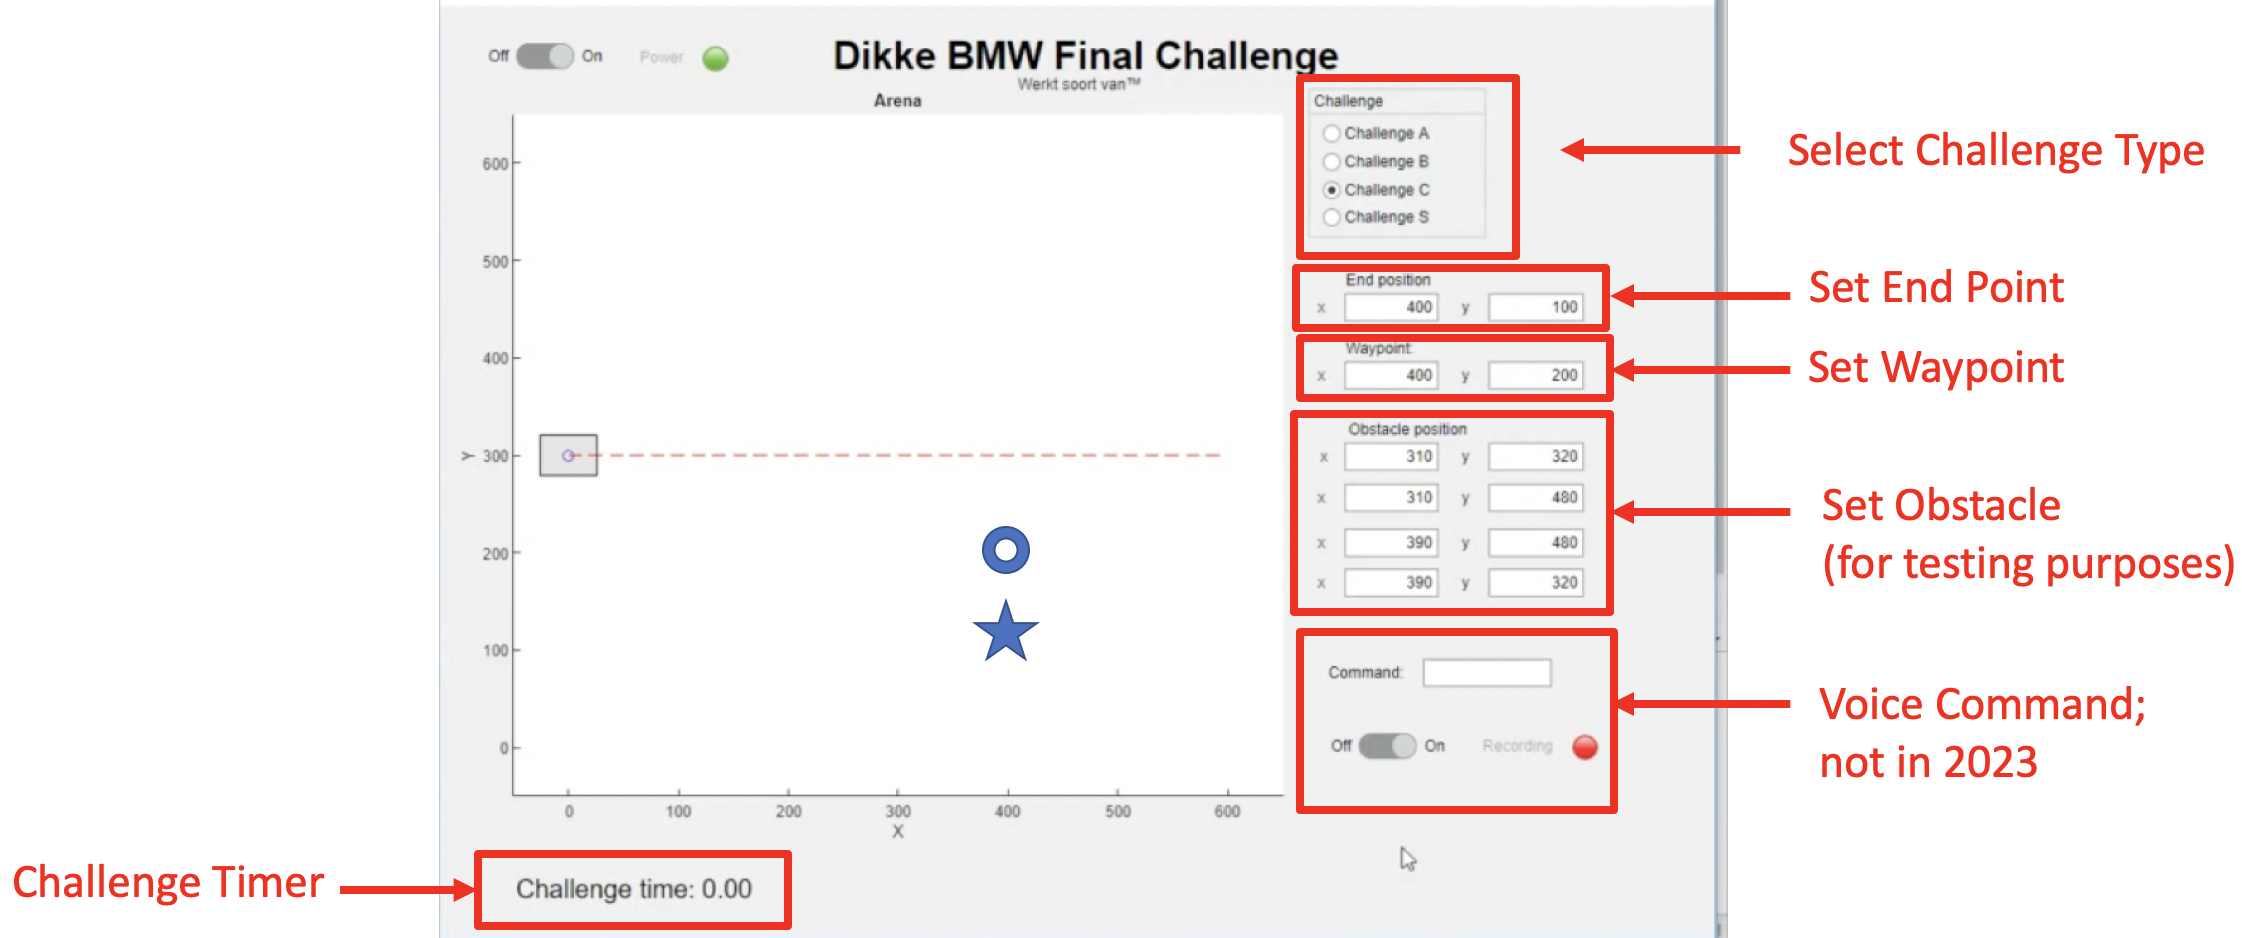 Off On Power
Dikke BMW Final Challenge
Werkt soort van™
Arena
600
500
400
300
200
100
0
Y
0 100 200 300 400 500 600
X
Challenge
Challenge A
Challenge B
Challenge C
Challenge S
Select Challenge Type
End position
x 400 y 100
Set End Point
Waypoint:
x 400 y 200
Set Waypoint
Obstacle position
x 310 y 320
x 310 y 480
x 390 y 480
x 390 y 320
Set Obstacle
(for testing purposes)
Command:
Off On Recording
Voice Command;
not in 2023
Challenge Timer
Challenge time: 0.00